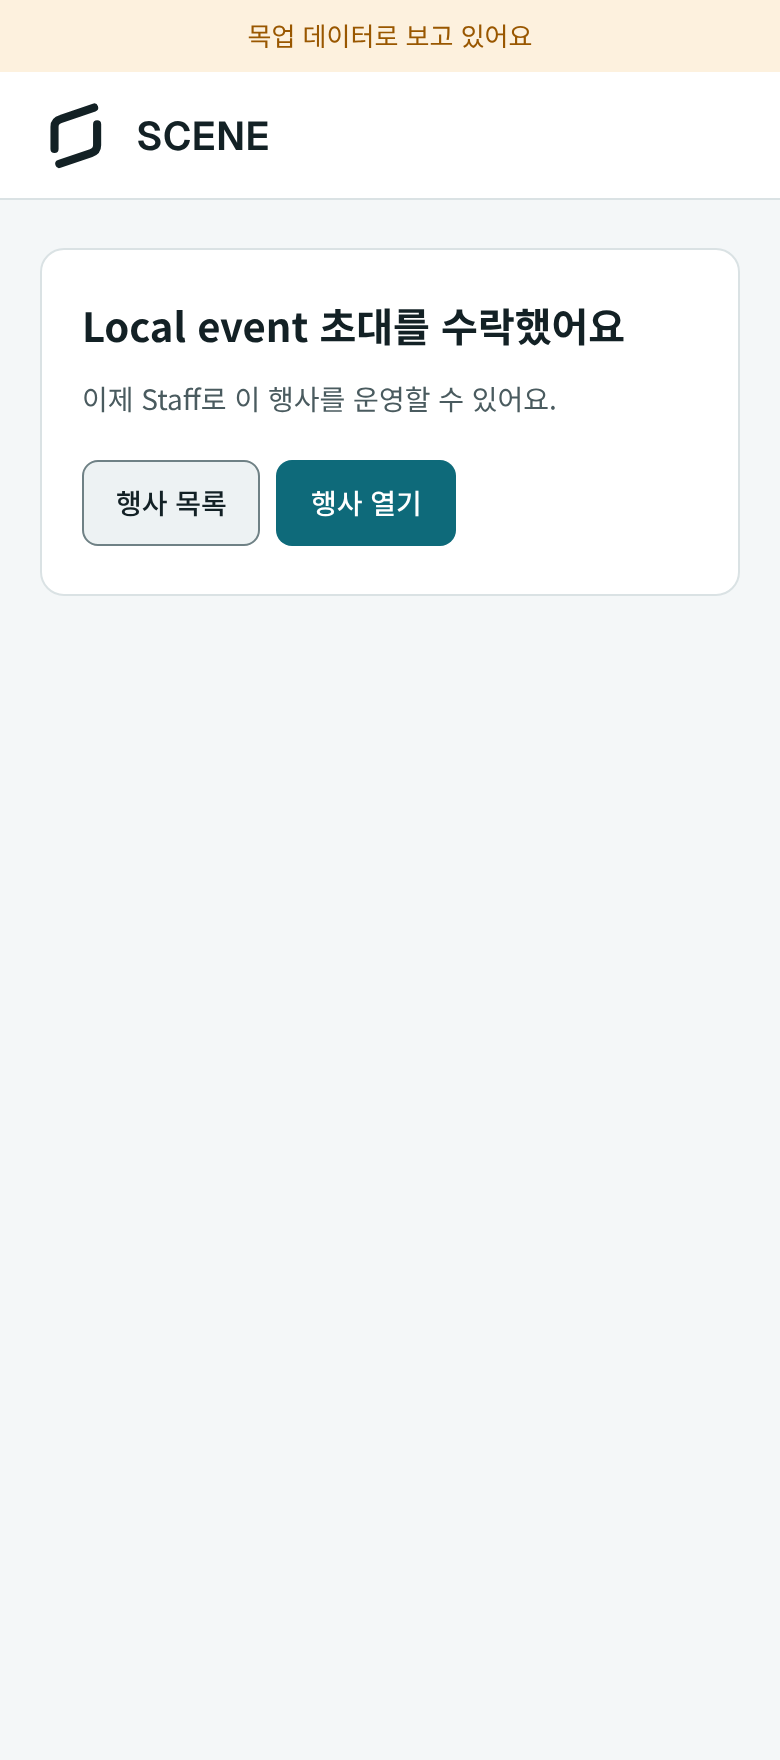 목업 데이터로 보고 있어요
SCENE
Local event 초대를 수락했어요
이제 Staff로 이 행사를 운영할 수 있어요.
행사 목록
행사 열기